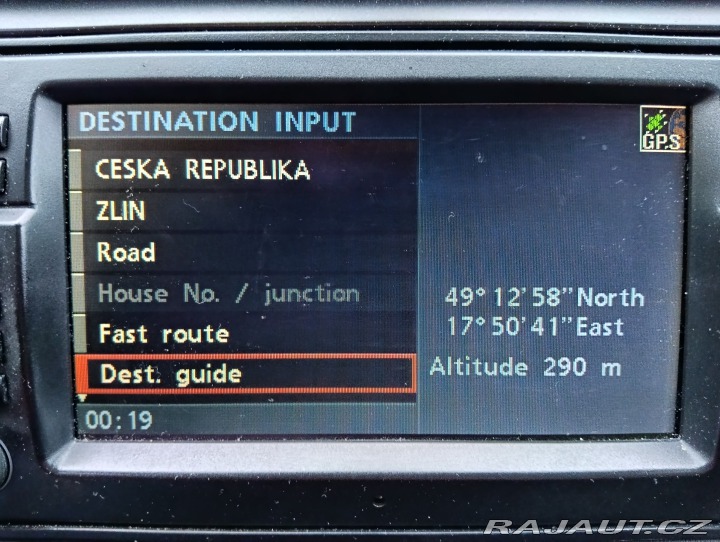 DESTINATION INPUT
GPS
CESKA REPUBLIKA
ZLIN
Road
House No. / junction
Fast route
Dest. guide
00:19
49° 12'58" North
17° 50'41" East
Altitude 290 m
RAJAUT.CZ